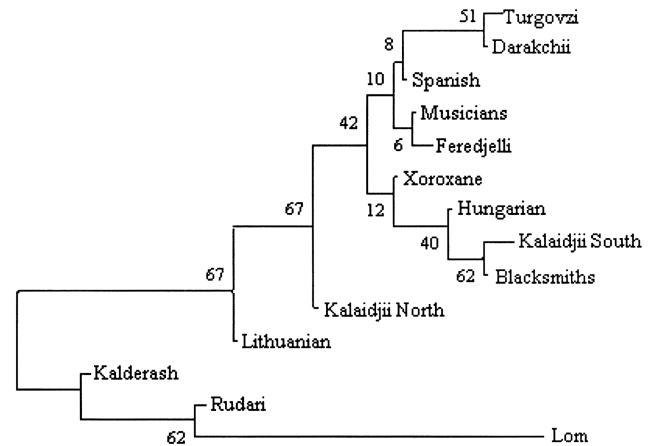 51 Turgovzi
8 Darakchii
10 Spanish
Musicians
42
6 Feredjelli
Xoroxane
67 12 Hungarian
40 Kalaidjii South
67 62 Blacksmiths
Kalaidjii North
Lithuanian
Kalderash
Rudari
62 Lom